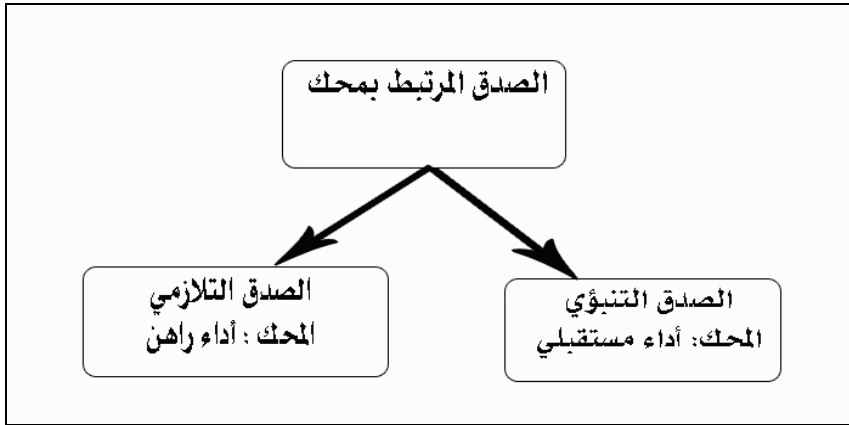 الصدق المرتبط بمحك
الصدق التنبؤي
المحك: أداء مستقبلي
الصدق التلازمي
المحك : أداء راهن